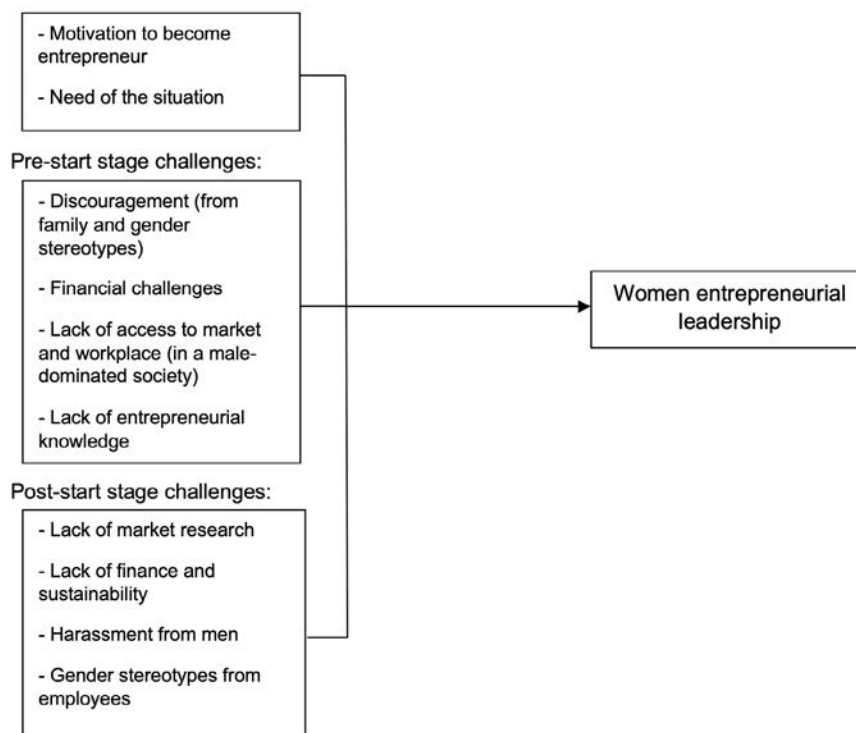 - Motivation to become
entrepreneur
- Need of the situation
Pre-start stage challenges:
- Discouragement (from
family and gender
stereotypes)
- Financial challenges
- Lack of access to market
and workplace (in a male-
dominated society)
- Lack of entrepreneurial
knowledge
Women entrepreneurial
leadership
Post-start stage challenges:
- Lack of market research
- Lack of finance and
sustainability
- Harassment from men
- Gender stereotypes from
employees